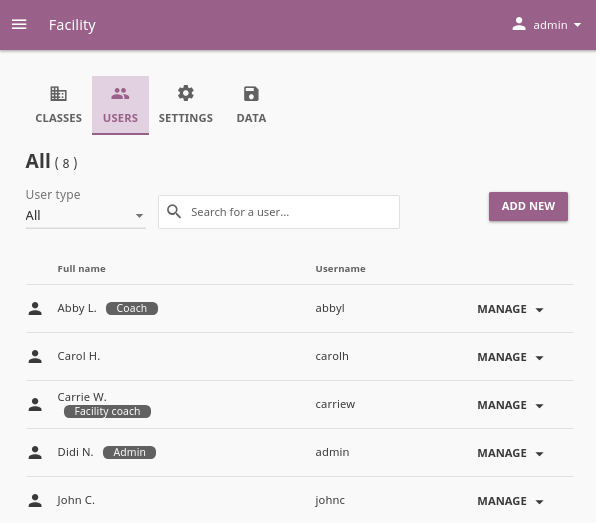 Facility
admin
CLASSES USERS SETTINGS DATA
All ( 8 )
User type
All
Search for a user...
ADD NEW
Full name Username
Abby L. Coach abbyl MANAGE
Carol H. carolh MANAGE
Carrie W.
Facility coach
carriew MANAGE
Didi N. Admin admin MANAGE
John C. johnc MANAGE